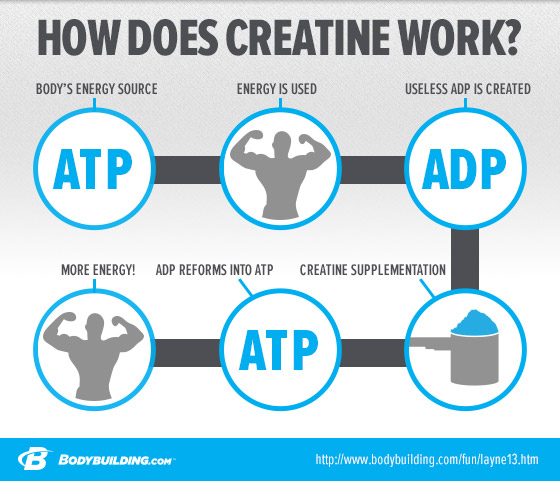 HOW DOES CREATINE WORK?
BODY'S ENERGY SOURCE
ENERGY IS USED
USELESS ADP IS CREATED
ATP
ADP
MORE ENERGY!
ADP REFORMS INTO ATP
CREATINE SUPPLEMENTATION
ATP
B BODYBUILDING.COM™
http://www.bodybuilding.com/fun/layne13.htm